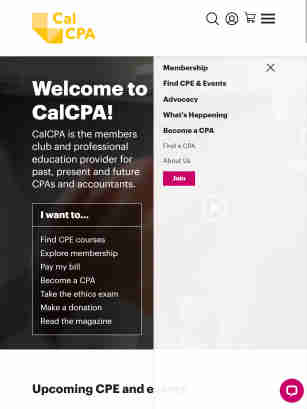 Cal
CPA
Membership
Find CPE & Events
Advocacy
What's Happening
Become a CPA
Find a CPA
About Us
Join
Welcome to
CalCPA!
CalCPA is the members
club and professional
education provider for
past, present and future
CPAs and accountants.
I want to...
Find CPE courses
Explore membership
Pay my bill
Become a CPA
Take the ethics exam
Make a donation
Read the magazine
Upcoming CPE and events